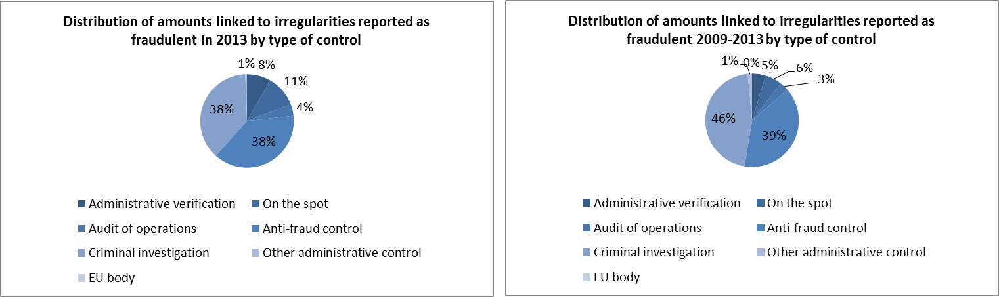 Distribution of amounts linked to irregularities reported as
fraudulent in 2013 by type of control
1% 8%
11%
4%
38%
38%
Administrative verification On the spot
Audit of operations Anti-fraud control
Criminal investigation Other administrative control
EU body
Distribution of amounts linked to irregularities reported as
fraudulent 2009-2013 by type of control
1% 0% 5%
6%
3%
46%
39%
Administrative verification On the spot
Audit of operations Anti-fraud control
Criminal investigation Other administrative control
EU body